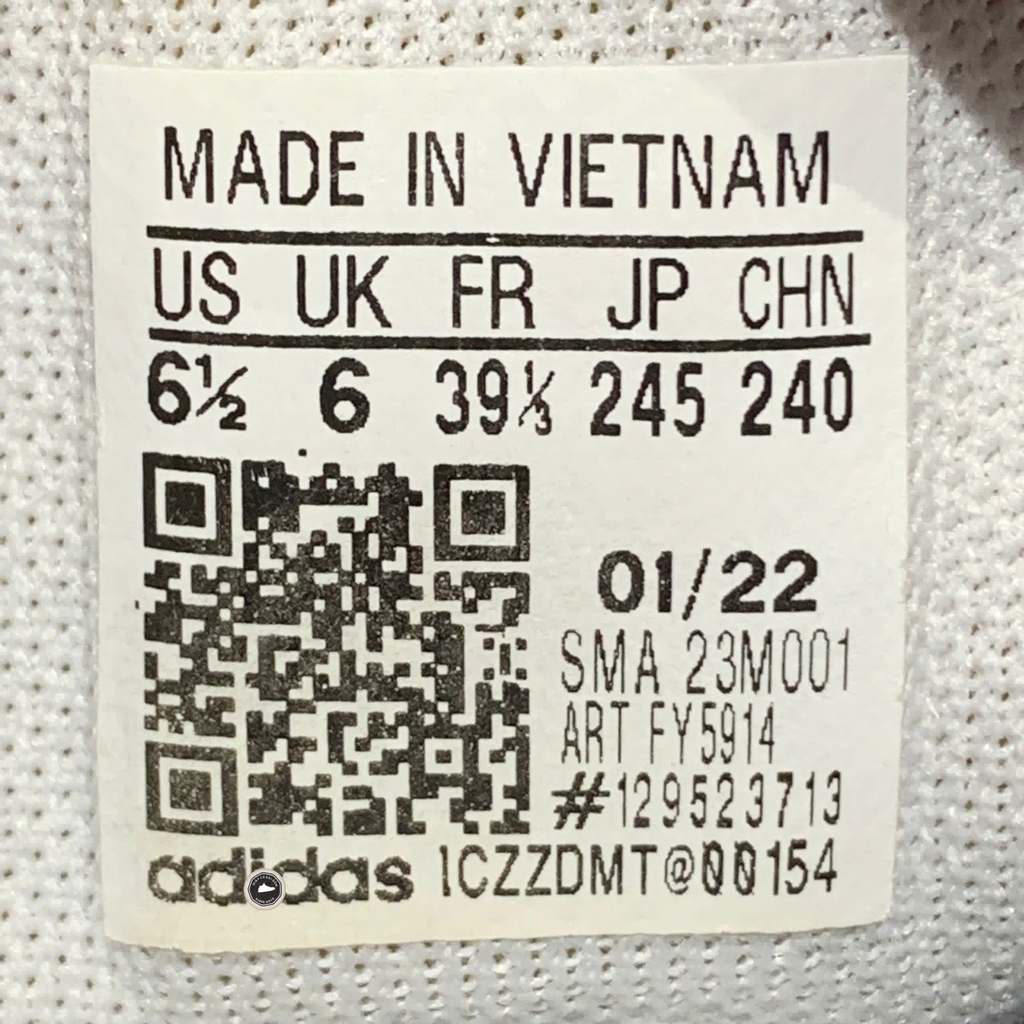 MADE IN VIETNAM
US UK FR JP CHN
6½ 6 39⅓ 245 240
01/22
SMA 23M001
ART FY5914
#129523713
adidas 1CZZDMT@00154